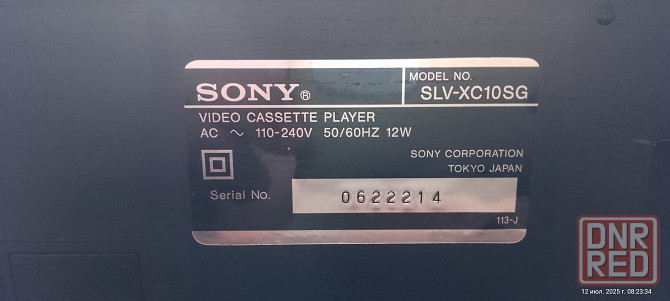 SONY®
MODEL NO.
SLV-XC10SG
VIDEO CASSETTE PLAYER
AC ~ 110-240V 50/60HZ 12W
SONY CORPORATION
TOKYO JAPAN
Serial No.
0622214
113-J
DNR
RED
12 июл. 2025 г. 08:23:34